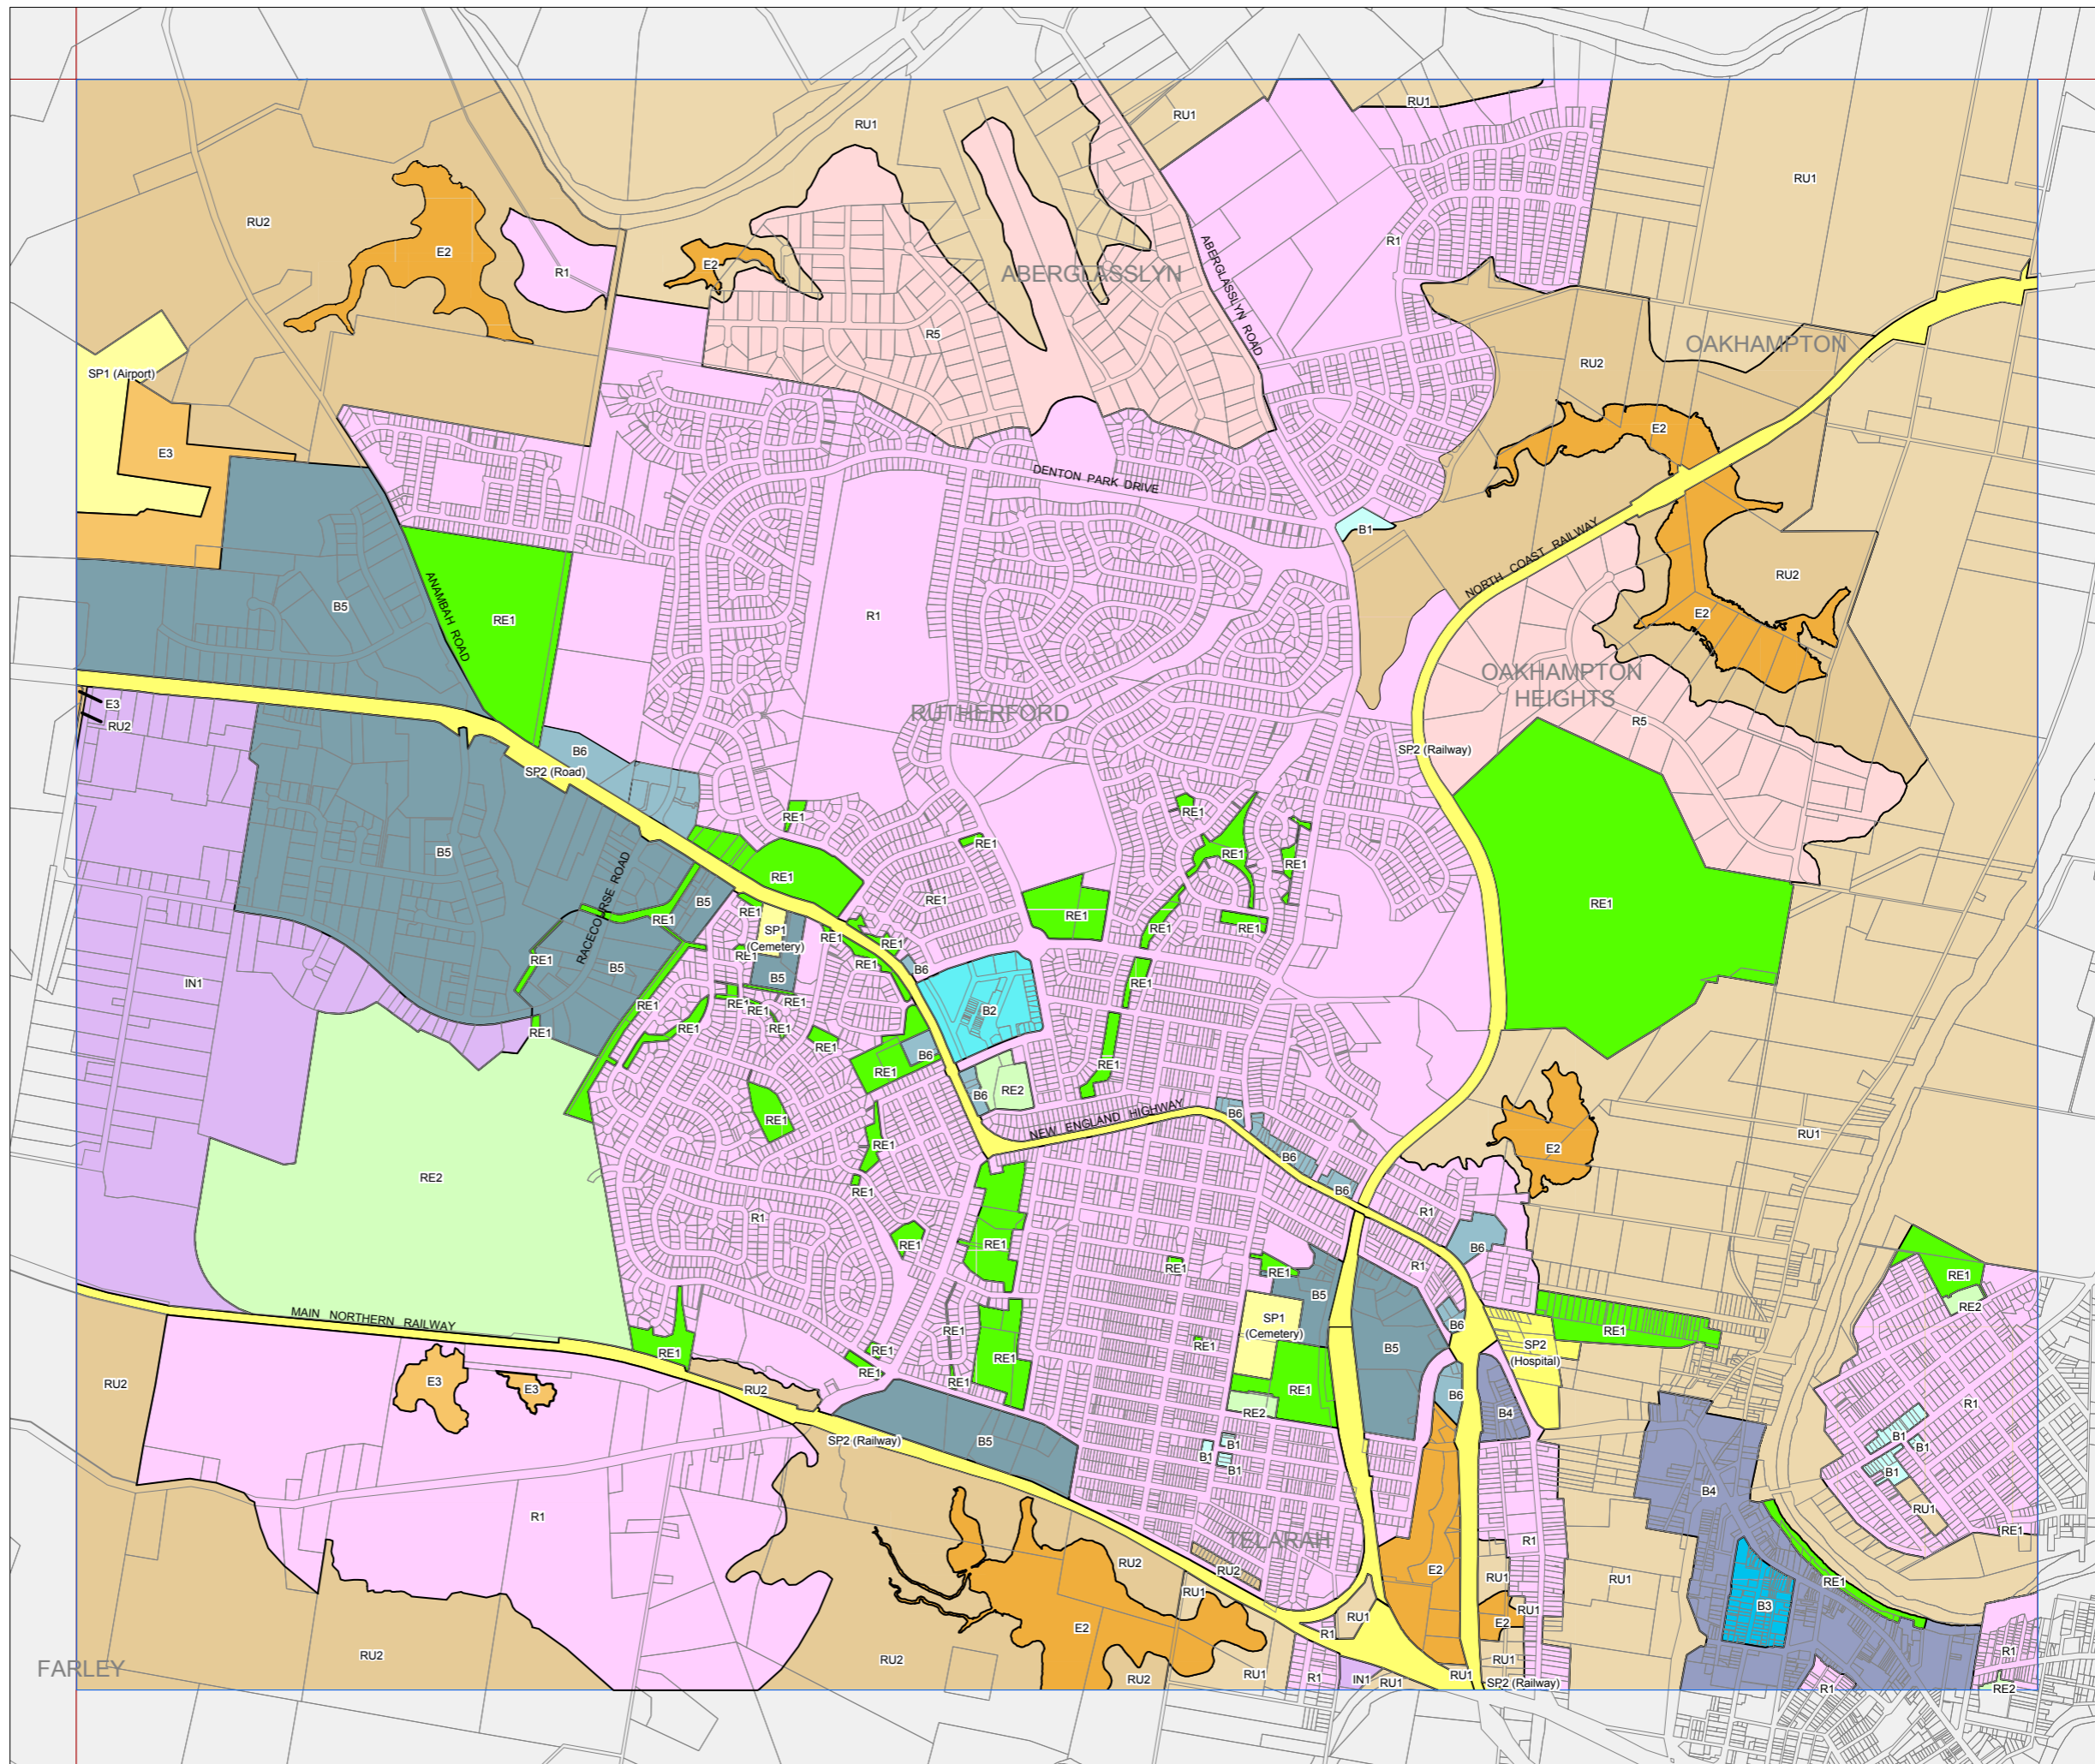 RU1
RU1
RU1
RU1
RU2
E2
R1
E2
ABERGLASSLYN
ABERGLASSLYN ROAD
R1
R5
OAKHAMPTON
RU2
SP1 (Airport)
E3
E2
DENTON PARK DRIVE
B1
NORTH COAST RAILWAY
RU2
B5
ANAMBAH ROAD
RE1
R1
E2
OAKHAMPTON
HEIGHTS
E3
RU2
RUTHERFORD
R5
B6
SP2 (Road)
SP2 (Railway)
RE1
RE1
RE1
B5
RACECOURSE ROAD
RE1
RE1
RE1
RE1
RE1
B5
RE1
RE1
RE1
RE1
RE1
SP1
(Cemetery)
RE1
RE1
RE1
RE1
RE1
B5
B5
RE1
B6
IN1
RE1
RE1
RE1
RE1
RE1
B2
RE1
RE1
RE1
RE1
B6
RE1
RE1
RE2
B6
RE1
NEW ENGLAND HIGHWAY
B6
RU1
RE1
E2
B6
RE2
RE1
B6
R1
R1
RE1
RE1
B6
RE1
R1
RE1
RE1
RE2
MAIN NORTHERN RAILWAY
SP1
(Cemetery)
B5
B6
RE1
RE1
RE1
SP2
(Hospital)
RE1
RE1
RE1
B5
RU2
E3
E3
RU2
RE1
RE1
RE1
B6
R1
RE2
B4
SP2 (Railway)
B5
B1
B1
B1
B1
B1
B1
B4
R1
RU1
RE1
TELARAH
R1
RU2
RU2
E2
RU1
RU1
RE1
RU1
B3
RU1
RU1
E2
R1
E2
FARLEY
RU2
RU2
RU2
RU1
R1
IN1
RU1
RU1
RU1
SP2 (Railway)
R1
R1
RE2